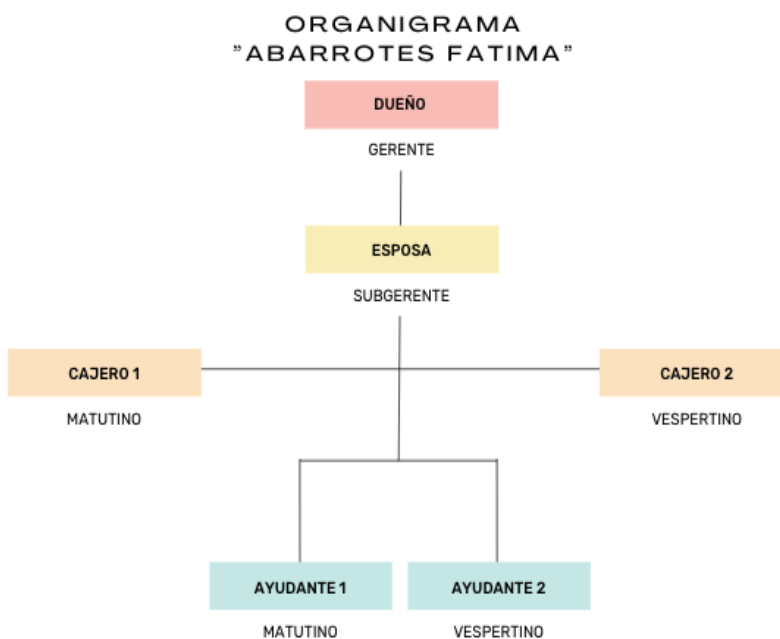 ORGANIGRAMA
"ABARROTES FATIMA"
DUEÑO
GERENTE
ESPOSA
SUBGERENTE
CAJERO 1
MATUTINO
CAJERO 2
VESPERTINO
AYUDANTE 1
MATUTINO
AYUDANTE 2
VESPERTINO